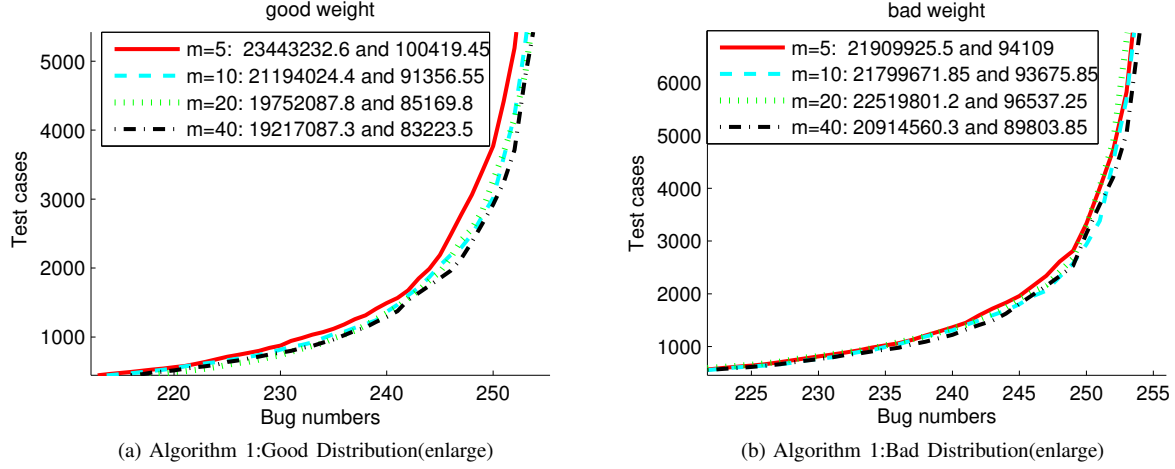 good weight
m=5: 23443232.6 and 100419.45
m=10: 21194024.4 and 91356.55
m=20: 19752087.8 and 85169.8
m=40: 19217087.3 and 83223.5
5000
4000
3000
2000
1000
Test cases
220 230 240 250
Bug numbers
(a) Algorithm 1:Good Distribution(enlarge)
bad weight
m=5: 21909925.5 and 94109
m=10: 21799671.85 and 93675.85
m=20: 22519801.2 and 96537.25
m=40: 20914560.3 and 89803.85
6000
5000
4000
3000
2000
1000
Test cases
225 230 235 240 245 250 255
Bug numbers
(b) Algorithm 1:Bad Distribution(enlarge)